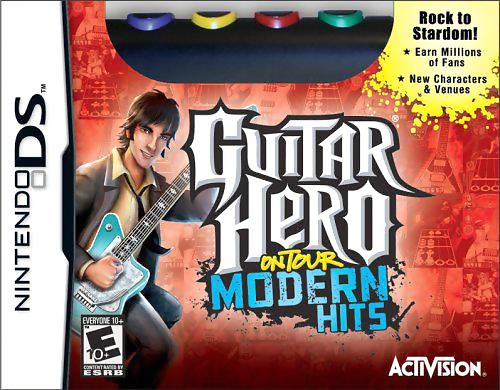 Rock to
Stardom!
★ Earn Millions
of Fans
★ New Characters
& Venues
NINTENDO DS
GUITAR
HERO
ON TOUR
MODERN
HITS
EVERYONE 10+
E
10+
CONTENT RATED BY
ESRB
ACTIVISION®